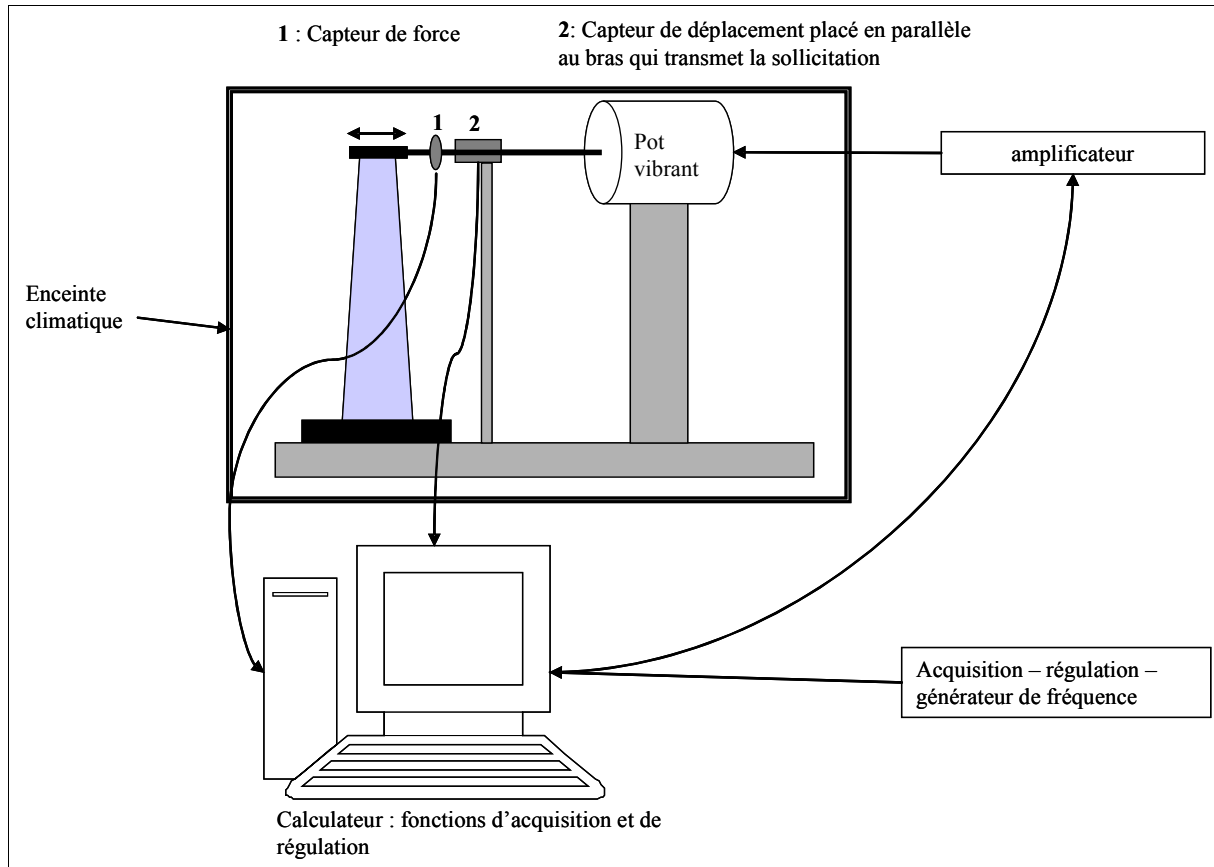 1 : Capteur de force
2: Capteur de déplacement placé en parallèle
au bras qui transmet la sollicitation
1
2
Pot
vibrant
amplificateur
Enceinte
climatique
Acquisition – régulation –
générateur de fréquence
Calculateur : fonctions d’acquisition et de
régulation